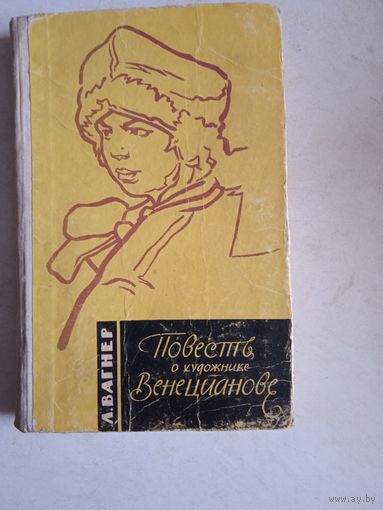 Л. ВАГНЕР
Повесть
о художнике
Венецианове
www.ay.by